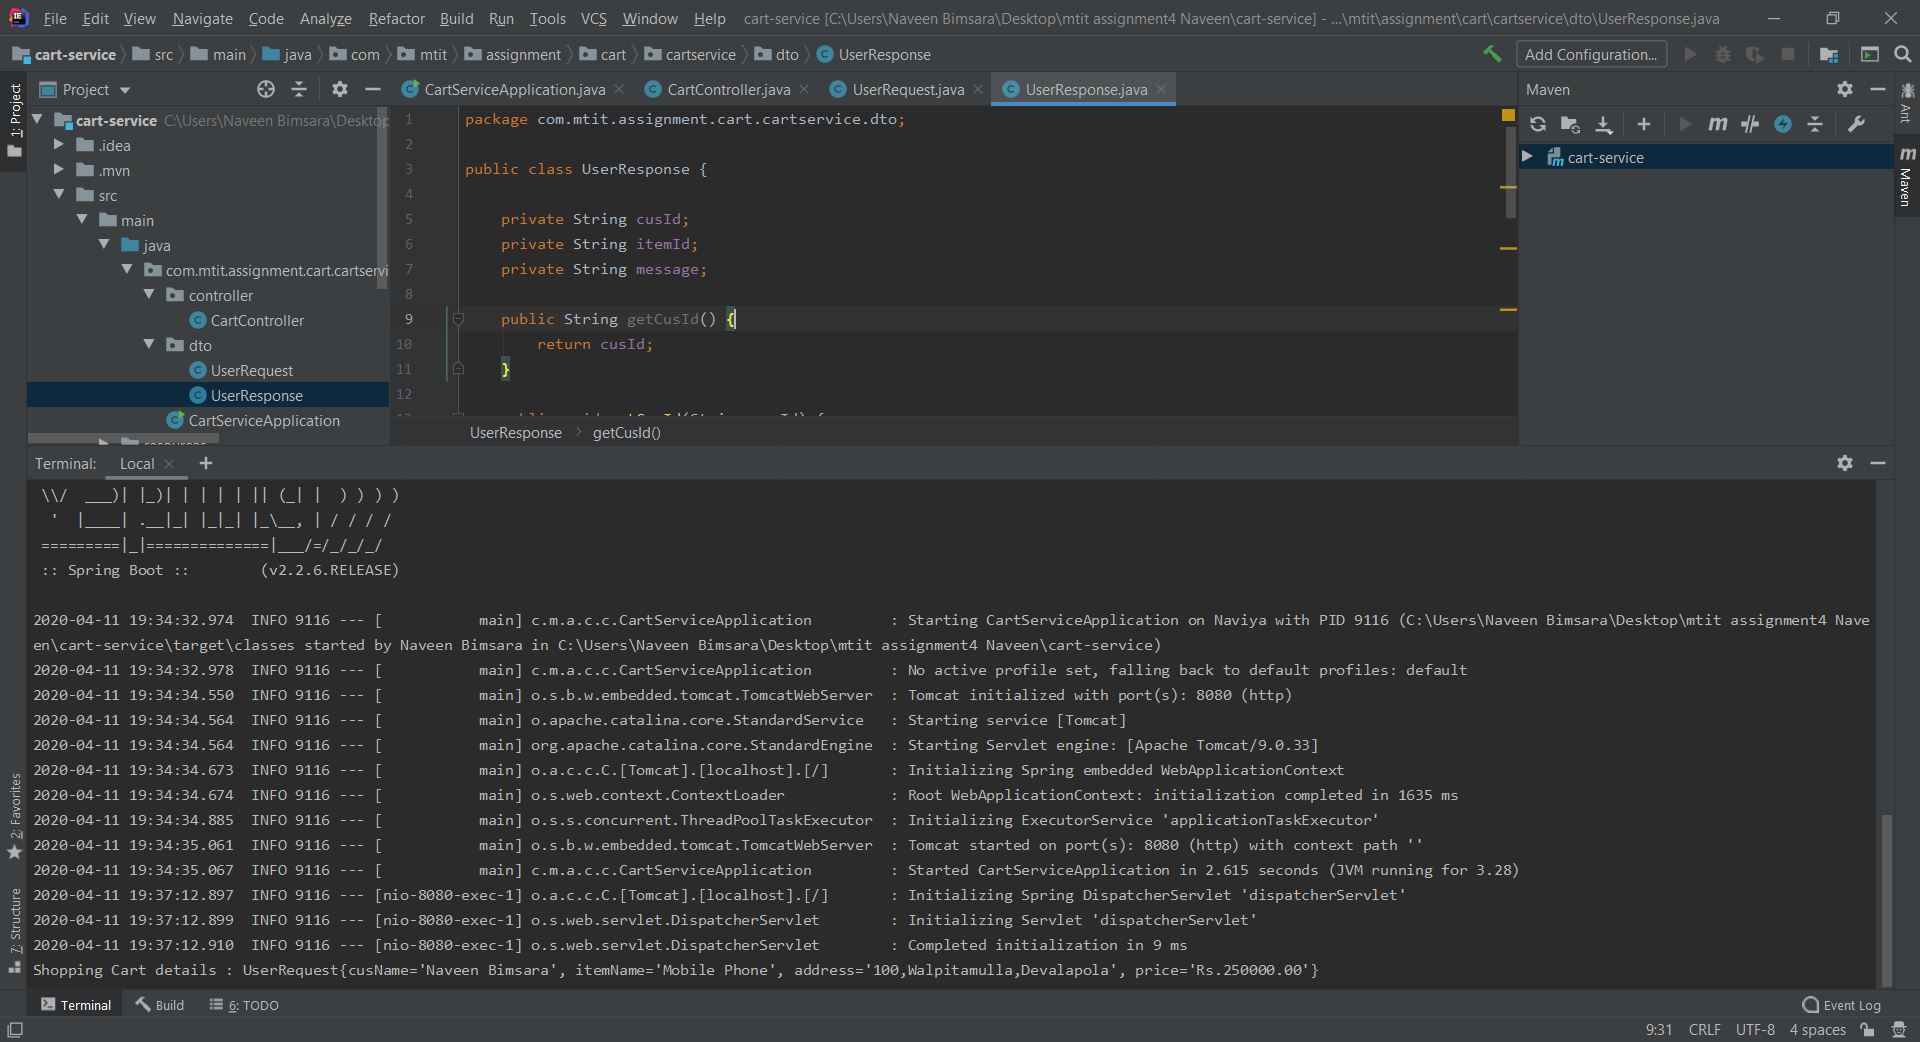 File Edit View Navigate Code Analyze Refactor Build Run Tools VCS Window Help cart-service [C:\Users\Naveen Bimsara\Desktop\mtit assignment4 Naveen\cart-service] - ...\mtit\assignment\cart\cartservice\dto\UserResponse.java
cart-service src main java com mtit assignment cart cartservice dto UserResponse Add Configuration...
1: Project
Project
CartServiceApplication.java CartController.java UserRequest.java UserResponse.java
Maven
Ant
Maven
cart-service C:\Users\Naveen Bimsara\Desktop
.idea
.mvn
src
main
java
com.mtit.assignment.cart.cartservi
controller
CartController
dto
UserRequest
UserResponse
CartServiceApplication
1 package com.mtit.assignment.cart.cartservice.dto;
2
3 public class UserResponse {
4
5 private String cusId;
6 private String itemId;
7 private String message;
8
9 public String getCusId() {
10 return cusId;
11 }
12
UserResponse getCusId()
cart-service
Terminal: Local +
\\/  ___)| |_)| | | | | || (_| |  ) ) ) )
'  |____| .__|_| |_|_| |_\__, | / / / /
=========|_|==============|___/=/_/_/_/
:: Spring Boot ::        (v2.2.6.RELEASE)
2020-04-11 19:34:32.974  INFO 9116 --- [           main] c.m.a.c.c.CartServiceApplication         : Starting CartServiceApplication on Naviya with PID 9116 (C:\Users\Naveen Bimsara\Desktop\mtit assignment4 Nave
en\cart-service\target\classes started by Naveen Bimsara in C:\Users\Naveen Bimsara\Desktop\mtit assignment4 Naveen\cart-service)
2020-04-11 19:34:32.978  INFO 9116 --- [           main] c.m.a.c.c.CartServiceApplication         : No active profile set, falling back to default profiles: default
2020-04-11 19:34:34.550  INFO 9116 --- [           main] o.s.b.w.embedded.tomcat.TomcatWebServer  : Tomcat initialized with port(s): 8080 (http)
2020-04-11 19:34:34.564  INFO 9116 --- [           main] o.apache.catalina.core.StandardService   : Starting service [Tomcat]
2020-04-11 19:34:34.564  INFO 9116 --- [           main] org.apache.catalina.core.StandardEngine  : Starting Servlet engine: [Apache Tomcat/9.0.33]
2020-04-11 19:34:34.673  INFO 9116 --- [           main] o.a.c.c.C.[Tomcat].[localhost].[/]       : Initializing Spring embedded WebApplicationContext
2020-04-11 19:34:34.674  INFO 9116 --- [           main] o.s.web.context.ContextLoader            : Root WebApplicationContext: initialization completed in 1635 ms
2020-04-11 19:34:34.885  INFO 9116 --- [           main] o.s.s.concurrent.ThreadPoolTaskExecutor  : Initializing ExecutorService 'applicationTaskExecutor'
2020-04-11 19:34:35.061  INFO 9116 --- [           main] o.s.b.w.embedded.tomcat.TomcatWebServer  : Tomcat started on port(s): 8080 (http) with context path ''
2020-04-11 19:34:35.067  INFO 9116 --- [           main] c.m.a.c.c.CartServiceApplication         : Started CartServiceApplication in 2.615 seconds (JVM running for 3.28)
2020-04-11 19:37:12.897  INFO 9116 --- [nio-8080-exec-1] o.a.c.c.C.[Tomcat].[localhost].[/]       : Initializing Spring DispatcherServlet 'dispatcherServlet'
2020-04-11 19:37:12.899  INFO 9116 --- [nio-8080-exec-1] o.s.web.servlet.DispatcherServlet        : Initializing Servlet 'dispatcherServlet'
2020-04-11 19:37:12.910  INFO 9116 --- [nio-8080-exec-1] o.s.web.servlet.DispatcherServlet        : Completed initialization in 9 ms
Shopping Cart details : UserRequest{cusName='Naveen Bimsara', itemName='Mobile Phone', address='100,Walpitamulla,Devalapola', price='Rs.250000.00'}
2: Favorites
7: Structure
Terminal Build 6: TODO Event Log
9:31 CRLF UTF-8 4 spaces